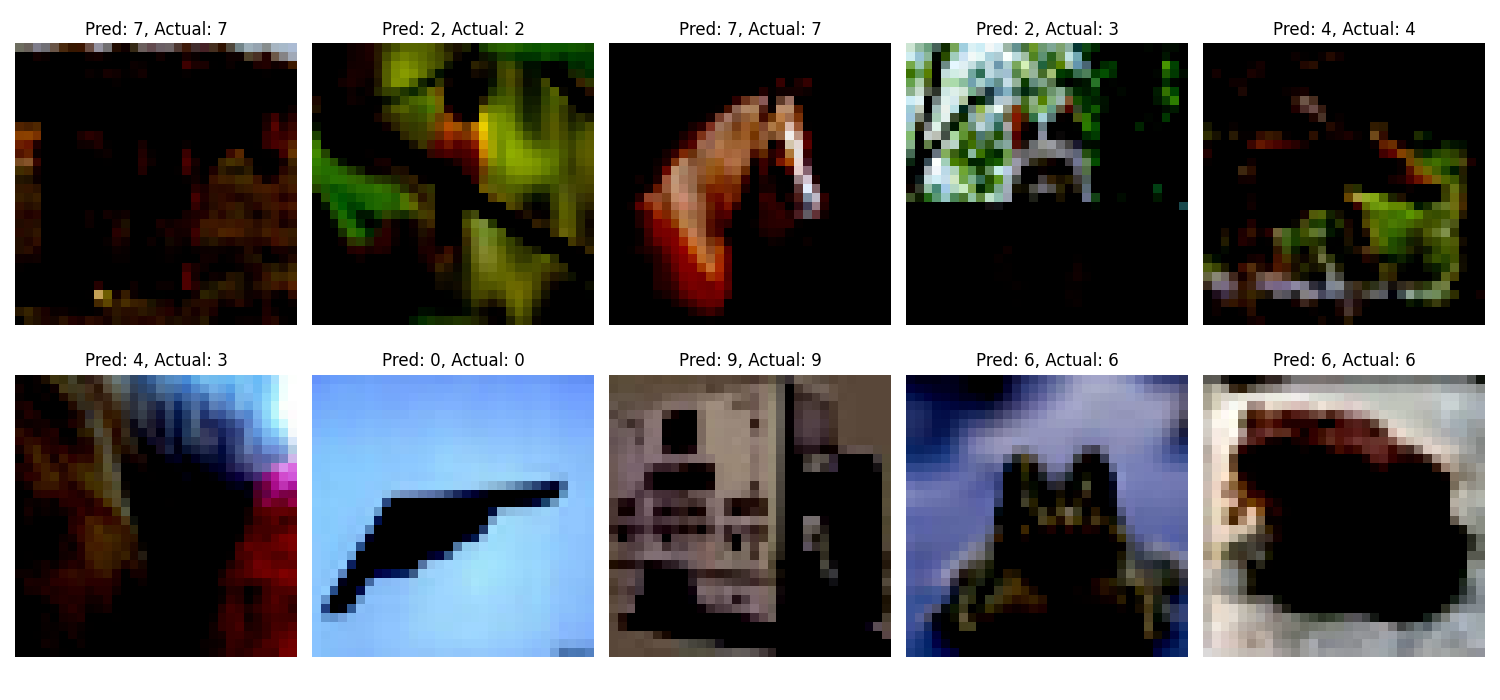 Pred: 7, Actual: 7
Pred: 2, Actual: 2
Pred: 7, Actual: 7
Pred: 2, Actual: 3
Pred: 4, Actual: 4
Pred: 4, Actual: 3
Pred: 0, Actual: 0
Pred: 9, Actual: 9
Pred: 6, Actual: 6
Pred: 6, Actual: 6